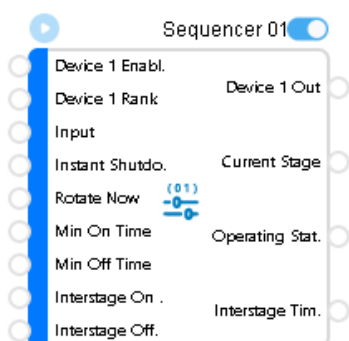 Sequencer 01
Device 1 Enabl.
Device 1 Rank
Input
Instant Shutdo.
Rotate Now
Min On Time
Min Off Time
Interstage On .
Interstage Off.
(01)
Device 1 Out
Current Stage
Operating Stat.
Interstage Tim.